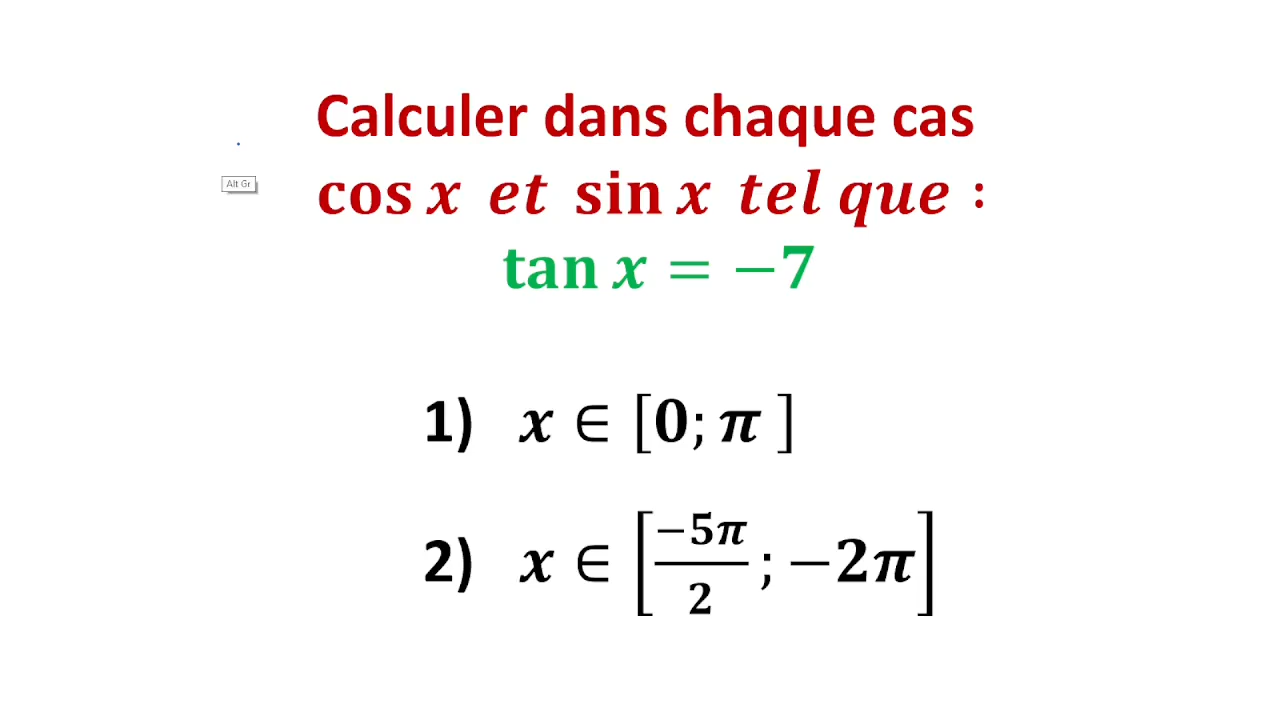 Calculer dans chaque cas
Alt Gr
cos x et sin x tel que :
tan x = −7
1) x ∈ [0; π ]
2) x ∈ [−5π/2 ; −2π]